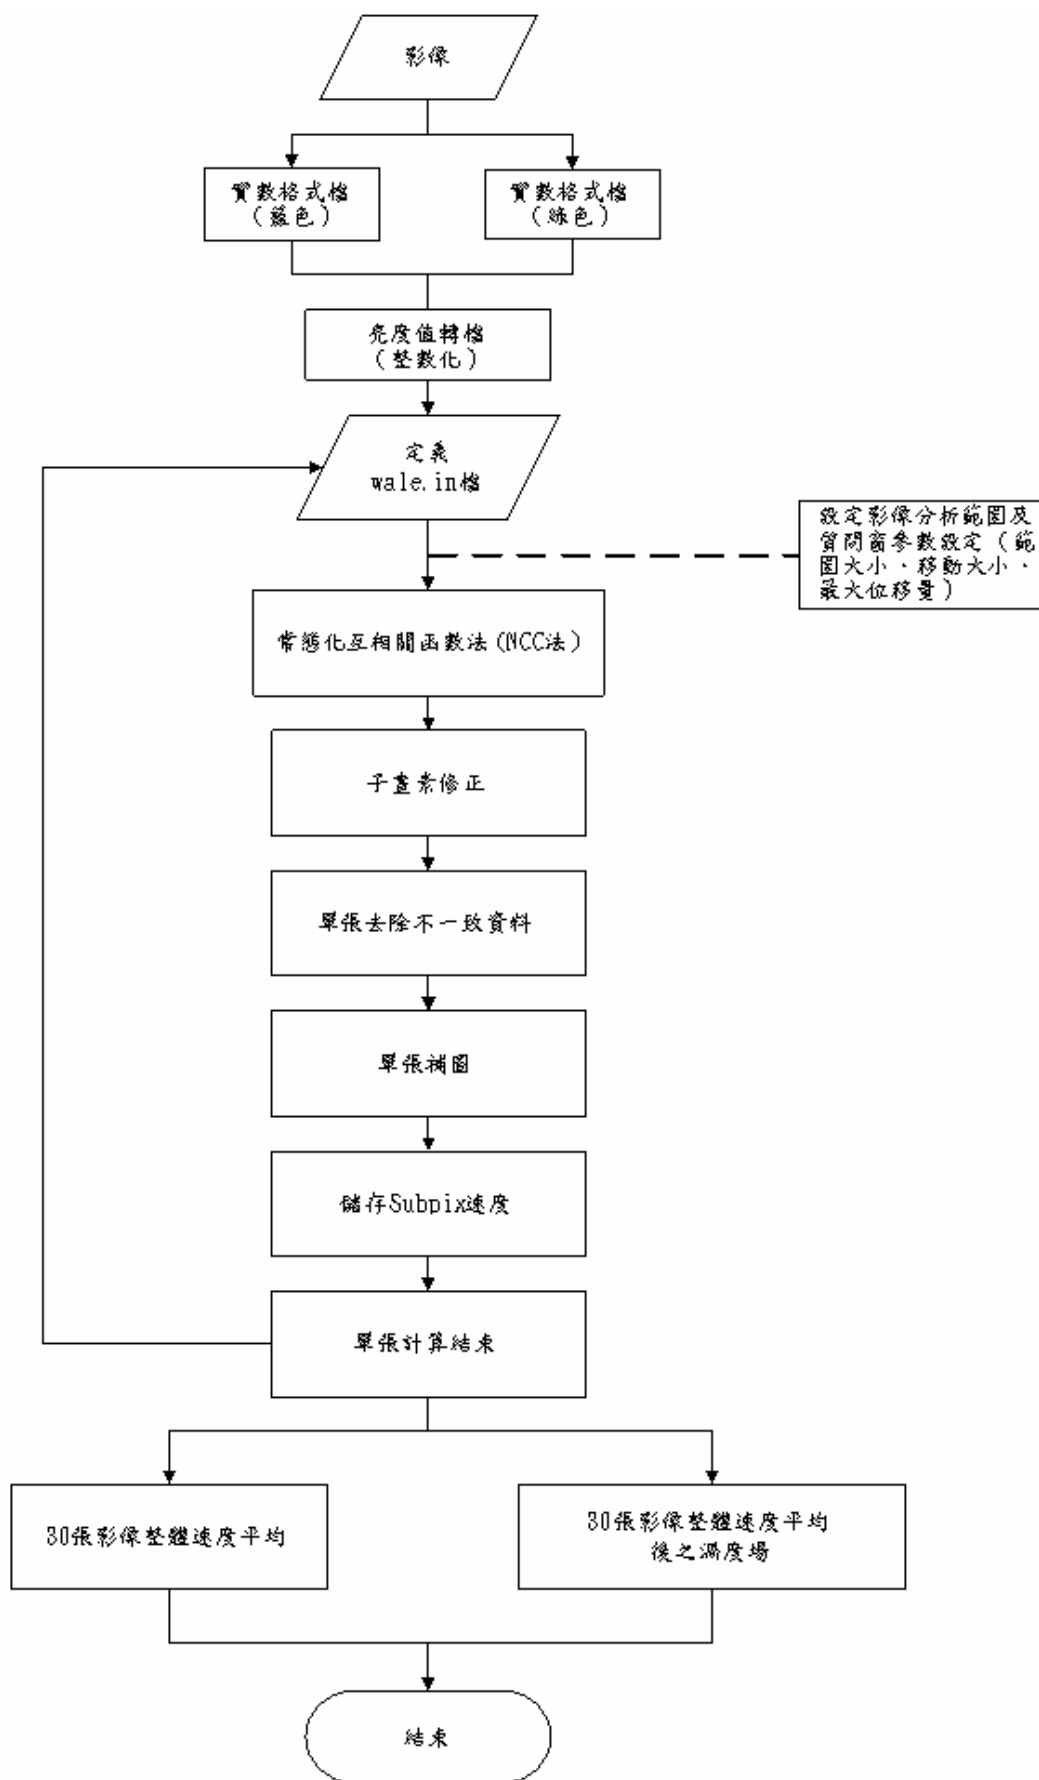 影像
實數格式檔
(藍色)
實數格式檔
(綠色)
亮度值轉檔
(整數化)
定義
wale.in檔
設定影像分析範圍及
質問窗參數設定(範
圍大小、移動大小、
最大位移量)
常態化互相關函數法(NCC法)
子畫素修正
單張去除不一致資料
單張補圖
儲存Subpix速度
單張計算結束
30張影像整體速度平均
30張影像整體速度平均
後之渦度場
結束